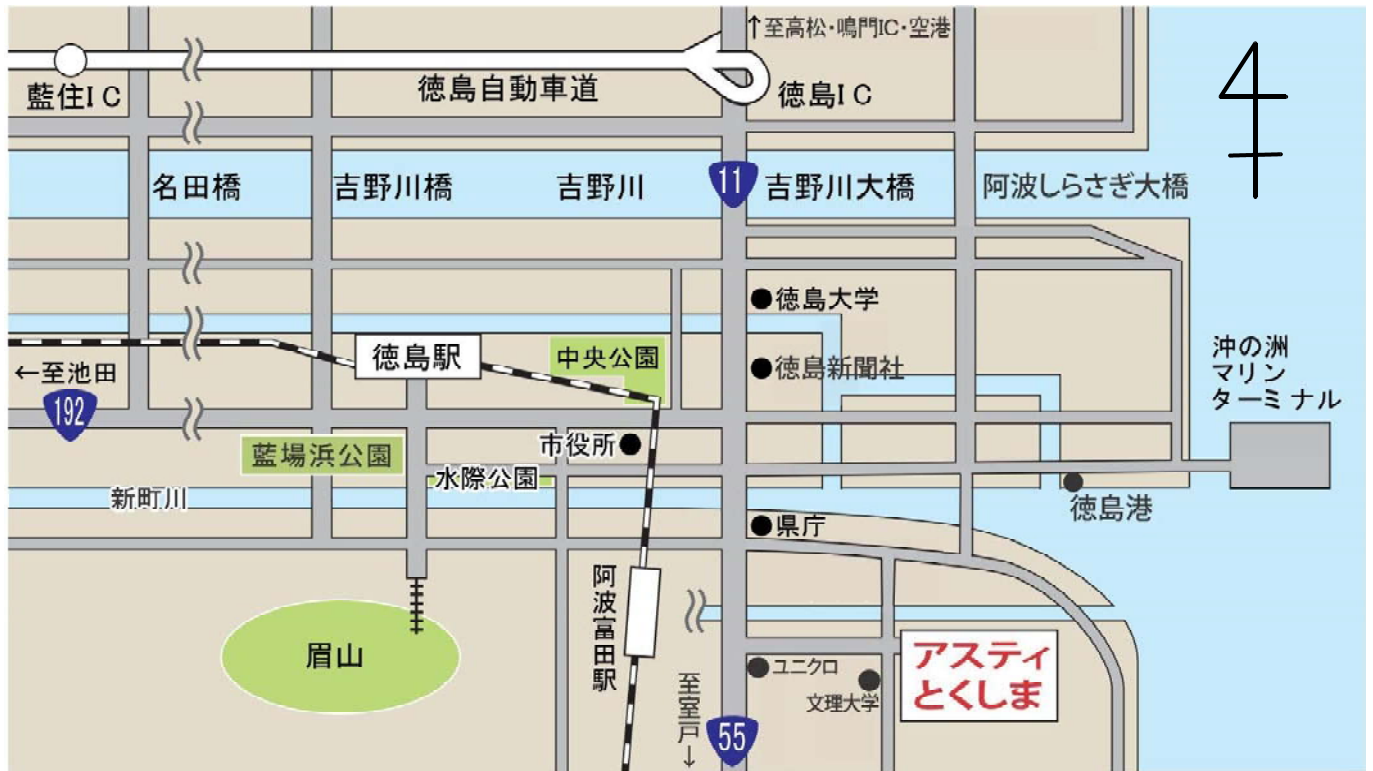 ↑至高松・鳴門IC・空港
藍住IC
徳島自動車道
徳島IC
名田橋
吉野川橋
吉野川
11
吉野川大橋
阿波しらさぎ大橋
徳島大学
徳島駅
中央公園
徳島新聞社
沖の洲
マリン
ターミナル
←至池田
192
藍場浜公園
市役所
水際公園
新町川
徳島港
県庁
阿波富田駅
眉山
アスティ
とくしま
ユニクロ
文理大学
至室戸↓
55